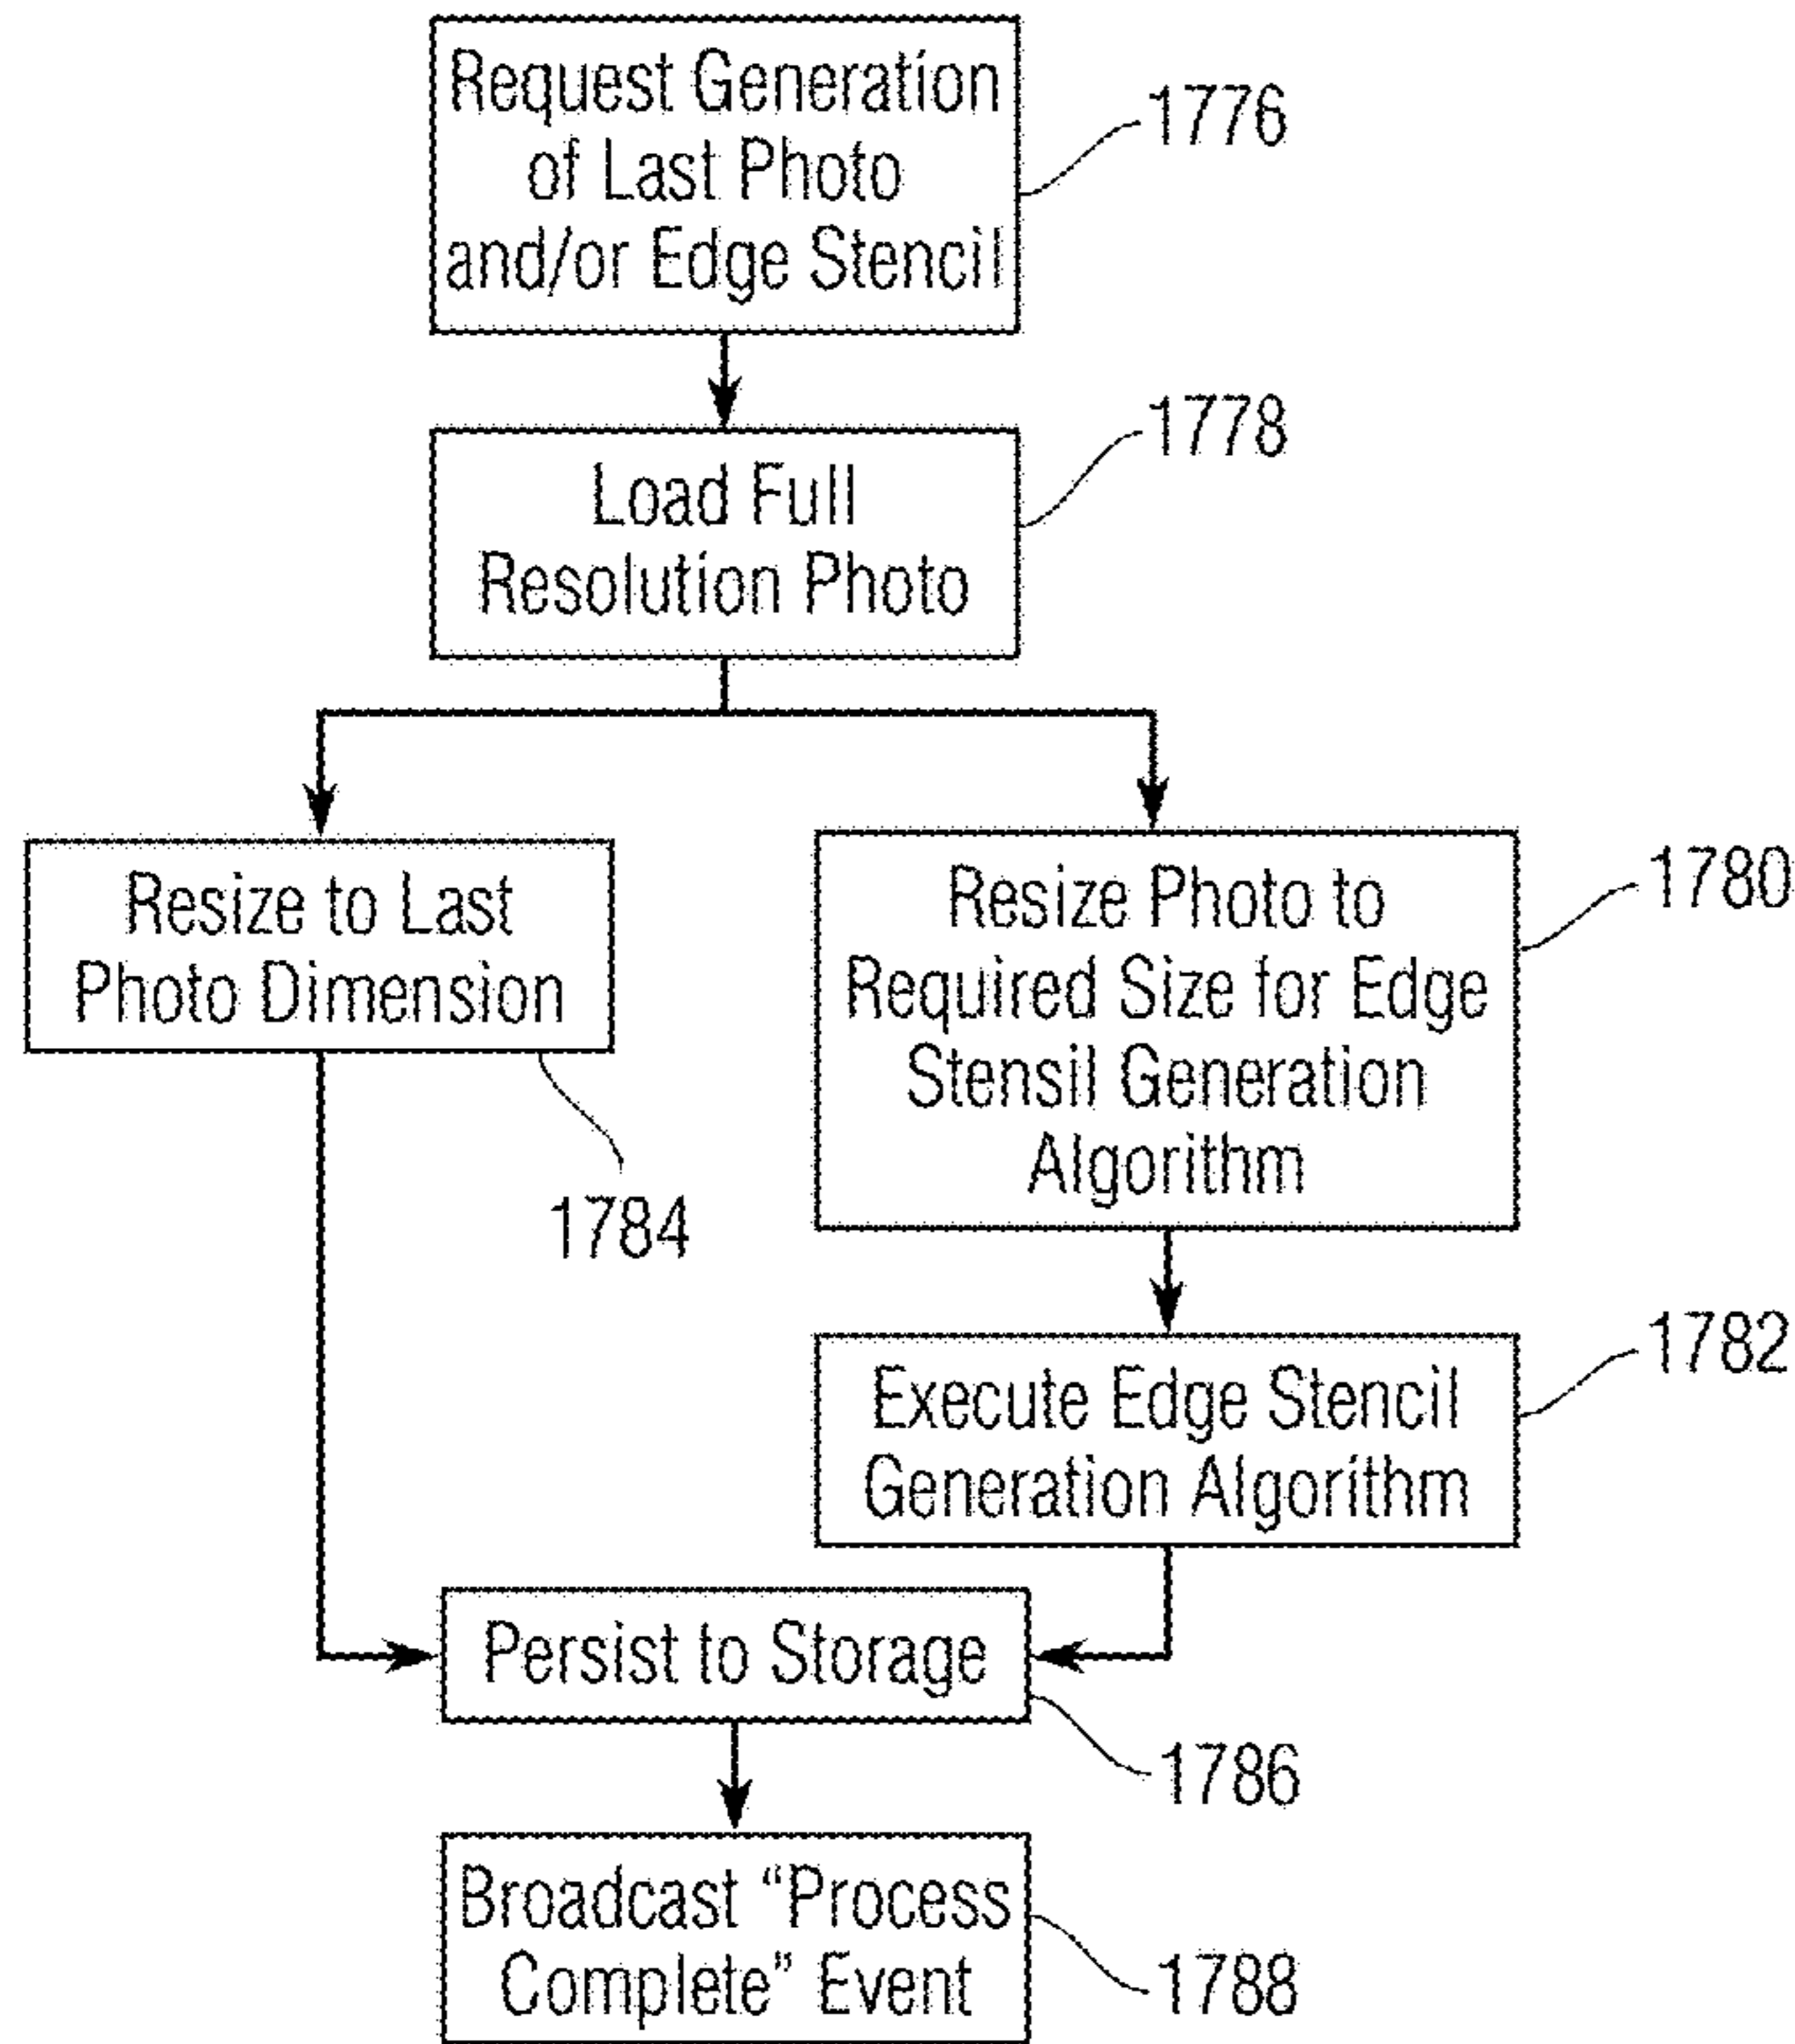 Request Generation
of Last Photo
and/or Edge Stencil
1776
Load Full
Resolution Photo
1778
Resize to Last
Photo Dimension
1784
Resize Photo to
Required Size for Edge
Stensil Generation
Algorithm
1780
Execute Edge Stencil
Generation Algorithm
1782
Persist to Storage
1786
Broadcast “Process
Complete” Event
1788